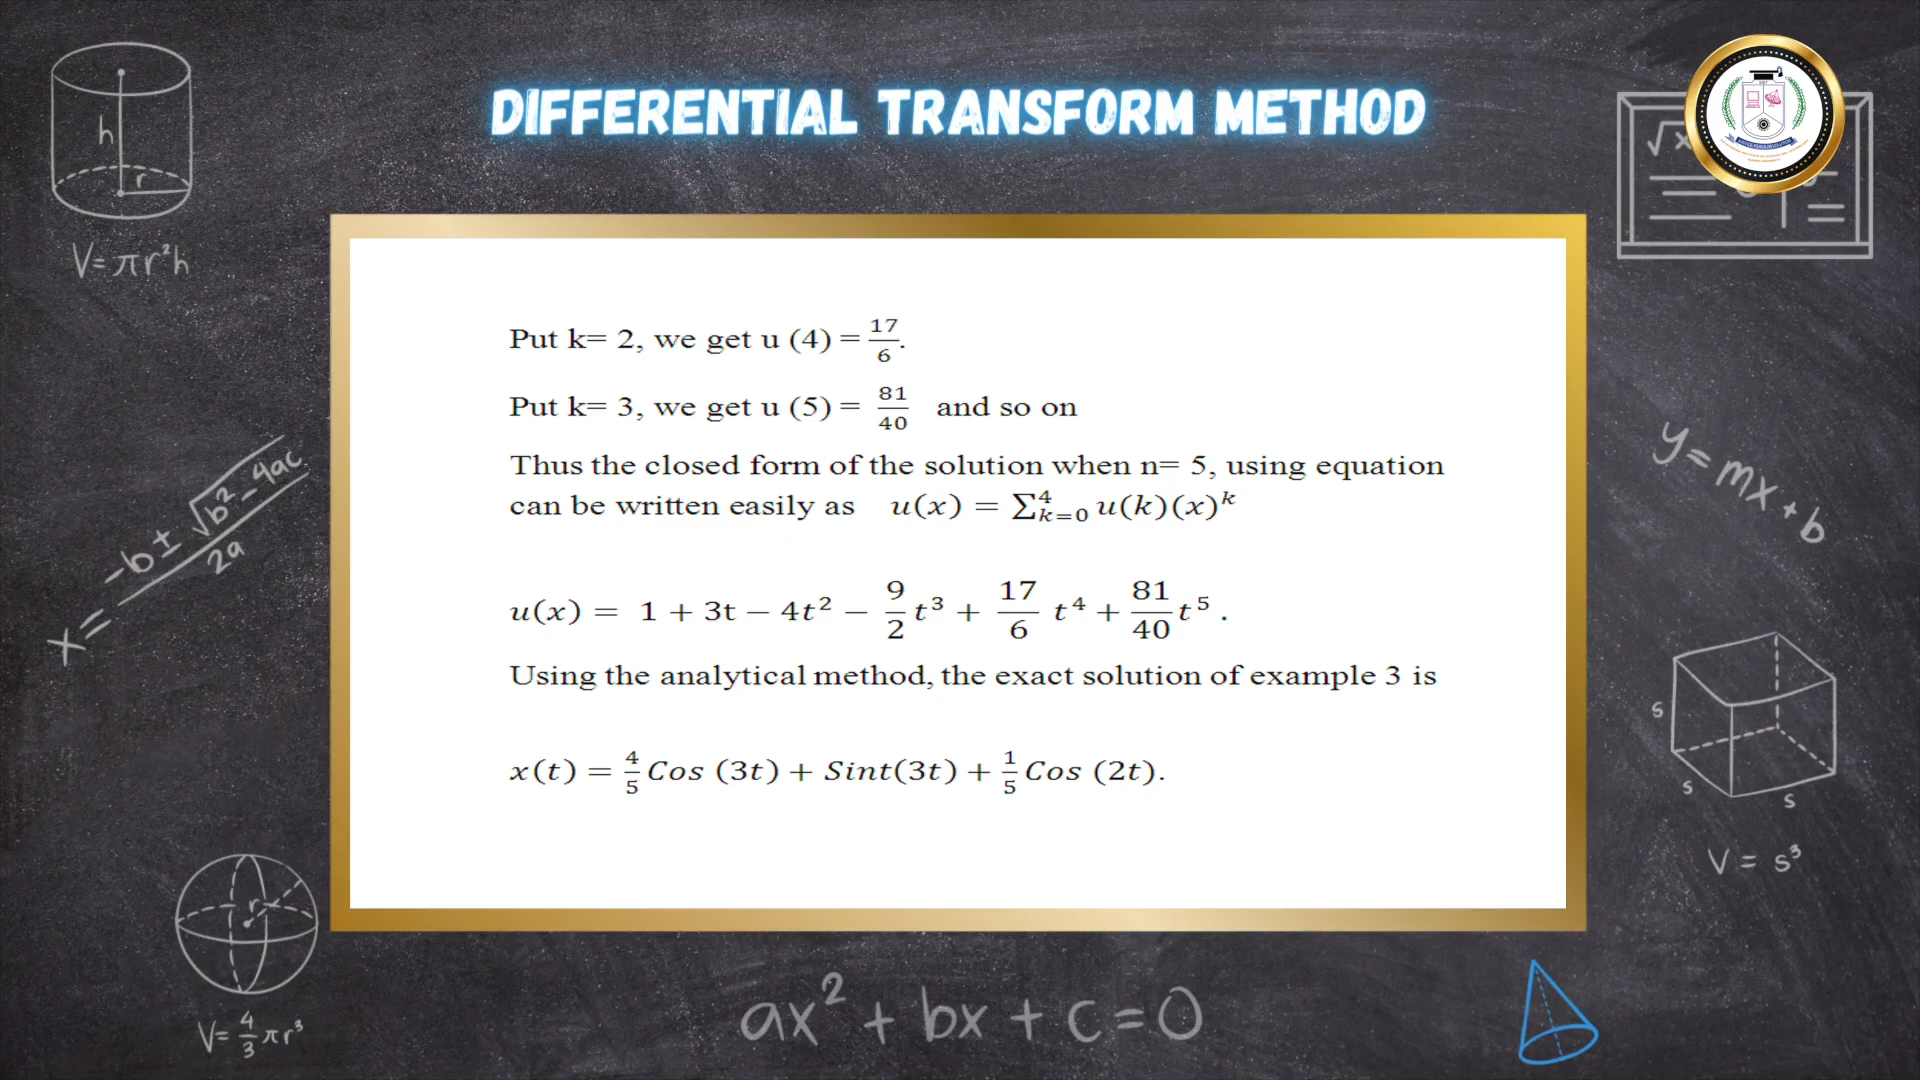 DIFFERENTIAL TRANSFORM METHOD
h
r
V=πr²h
√x
Put k= 2, we get u (4) = 17/6.
Put k= 3, we get u (5) = 81/40 and so on
Thus the closed form of the solution when n= 5, using equation
can be written easily as u(x) = ∑⁴ₖ₌₀ u(k)(x)ᵏ
u(x) = 1 + 3t − 4t² − 9/2 t³ + 17/6 t⁴ + 81/40 t⁵ .
Using the analytical method, the exact solution of example 3 is
x(t) = 4/5 Cos (3t) + Sint(3t) + 1/5 Cos (2t).
x= -b±√b²-4ac / 2a
y=mx+b
s
s
s
V = s³
r
V= 4/3 πr³
ax² + bx + c=0